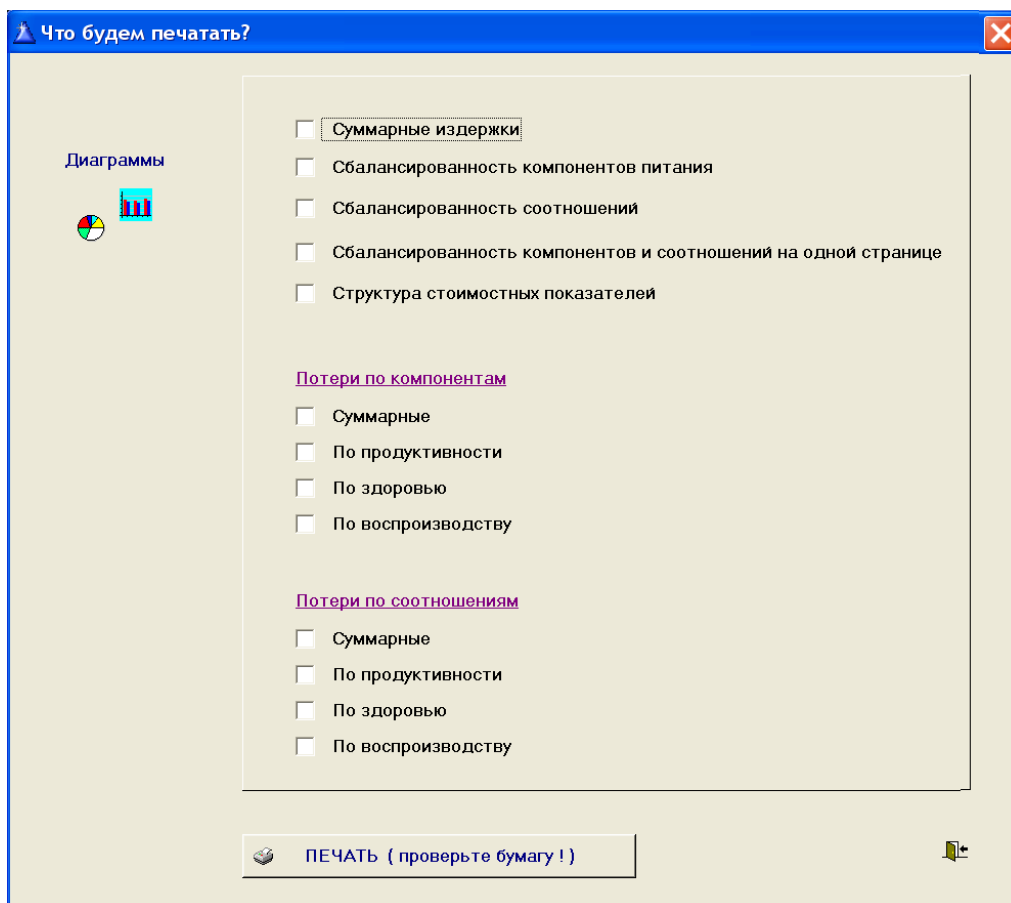 Что будем печатать?
Суммарные издержки
Диаграммы
Сбалансированность компонентов питания
Сбалансированность соотношений
Сбалансированность компонентов и соотношений на одной странице
Структура стоимостных показателей
Потери по компонентам
Суммарные
По продуктивности
По здоровью
По воспроизводству
Потери по соотношениям
Суммарные
По продуктивности
По здоровью
По воспроизводству
ПЕЧАТЬ ( проверьте бумагу ! )